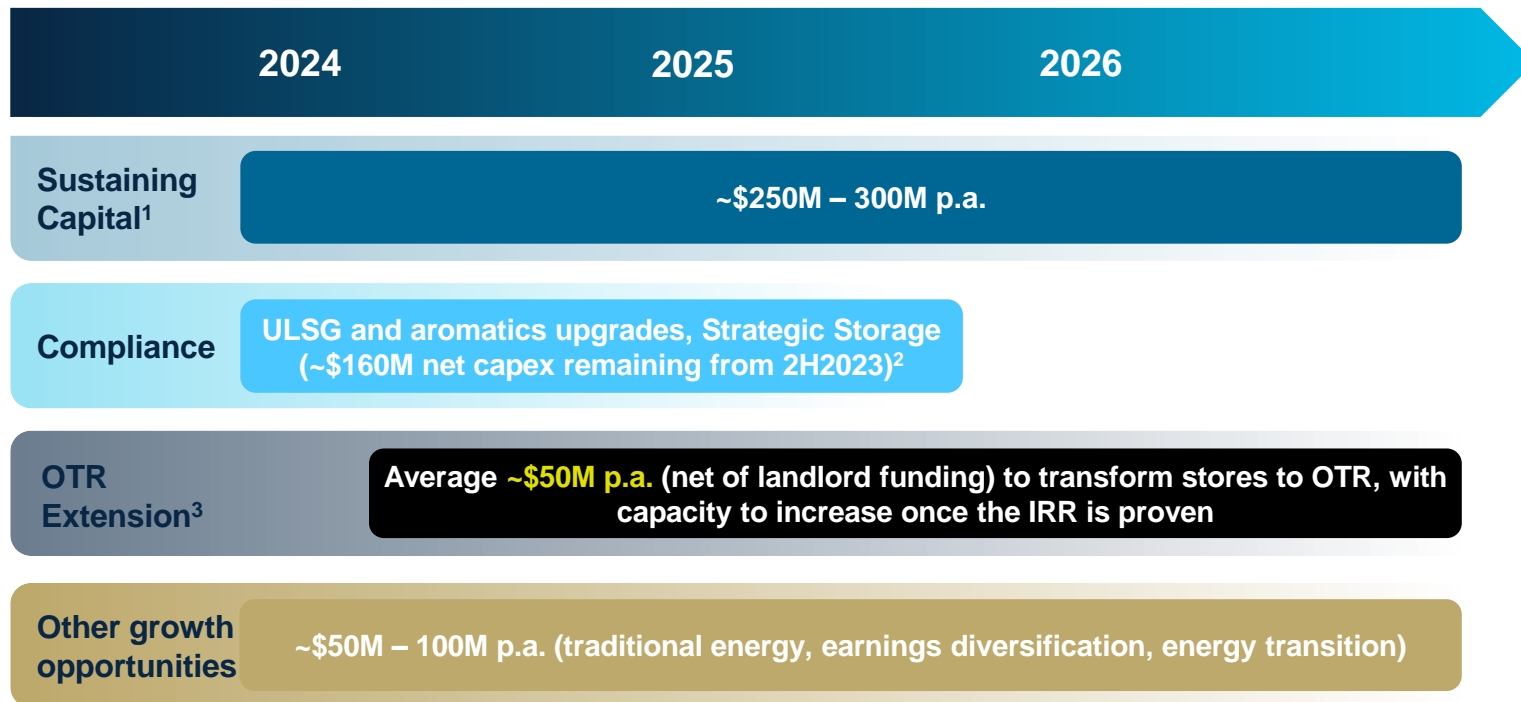 2024 2025 2026
Sustaining
Capital¹
~$250M – 300M p.a.
Compliance
ULSG and aromatics upgrades, Strategic Storage
(~$160M net capex remaining from 2H2023)²
OTR
Extension³
Average ~$50M p.a. (net of landlord funding) to transform stores to OTR, with
capacity to increase once the IRR is proven
Other growth
opportunities
~$50M – 100M p.a. (traditional energy, earnings diversification, energy transition)